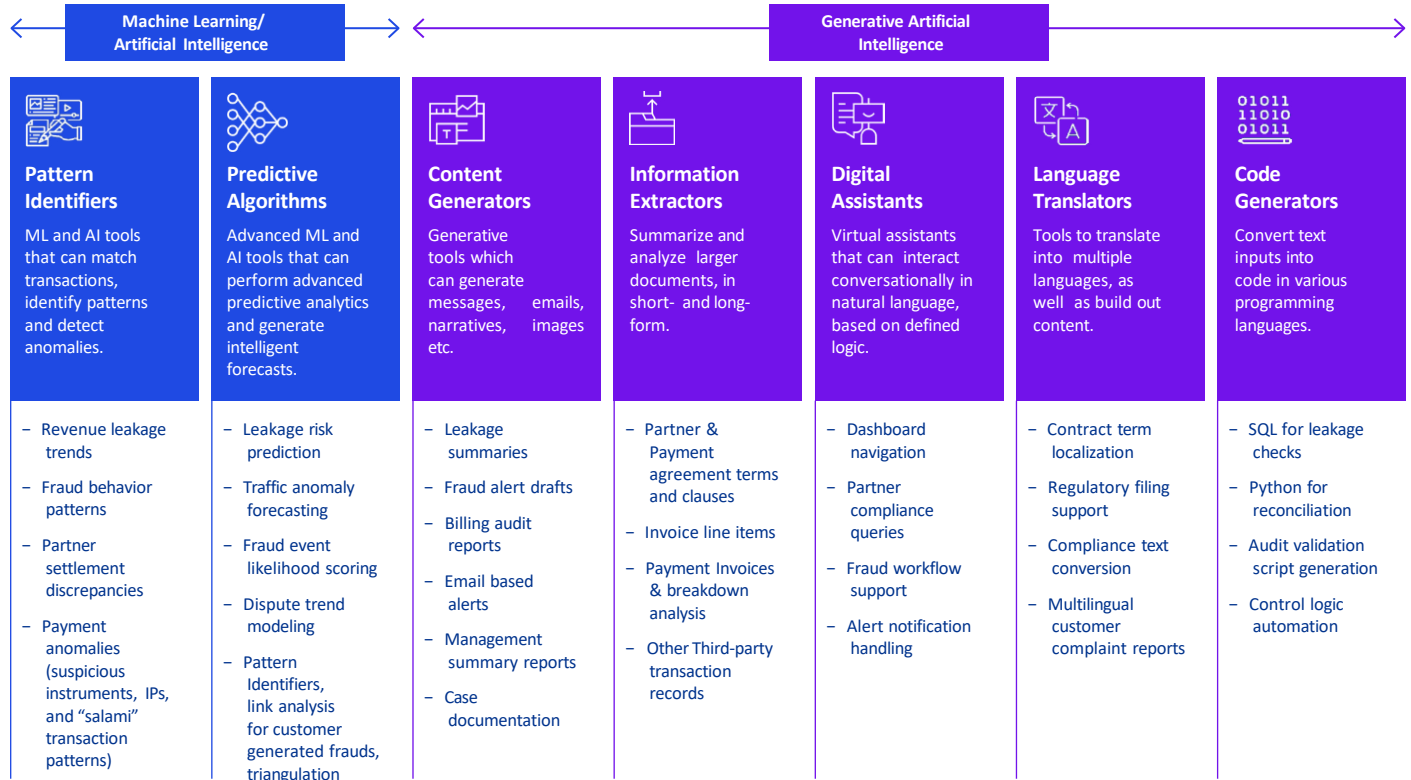 Machine Learning/
Artificial Intelligence
Generative Artificial
Intelligence
Pattern
Identifiers
ML and AI tools
that can match
transactions,
identify patterns
and detect
anomalies.
– Revenue leakage
trends
– Fraud behavior
patterns
– Partner
settlement
discrepancies
– Payment
anomalies
(suspicious
instruments, IPs,
and “salami”
transaction
patterns)
Predictive
Algorithms
Advanced ML and
AI tools that can
perform advanced
predictive analytics
and generate
intelligent
forecasts.
– Leakage risk
prediction
– Traffic anomaly
forecasting
– Fraud event
likelihood scoring
– Dispute trend
modeling
– Pattern
Identifiers,
link analysis
for customer
generated frauds,
triangulation
T
Content
Generators
Generative
tools which
can generate
messages, emails,
narratives, images
etc.
– Leakage
summaries
– Fraud alert drafts
– Billing audit
reports
– Email based
alerts
– Management
summary reports
– Case
documentation
Information
Extractors
Summarize and
analyze larger
documents, in
short- and long-
form.
– Partner &
Payment
agreement terms
and clauses
– Invoice line items
– Payment Invoices
& breakdown
analysis
– Other Third-party
transaction
records
Digital
Assistants
Virtual assistants
that can interact
conversationally in
natural language,
based on defined
logic.
– Dashboard
navigation
– Partner
compliance
queries
– Fraud workflow
support
– Alert notification
handling
文
A
Language
Translators
Tools to translate
into multiple
languages, as
well as build out
content.
– Contract term
localization
– Regulatory filing
support
– Compliance text
conversion
– Multilingual
customer
complaint reports
01011
11010
01011
Code
Generators
Convert text
inputs into
code in various
programming
languages.
– SQL for leakage
checks
– Python for
reconciliation
– Audit validation
script generation
– Control logic
automation